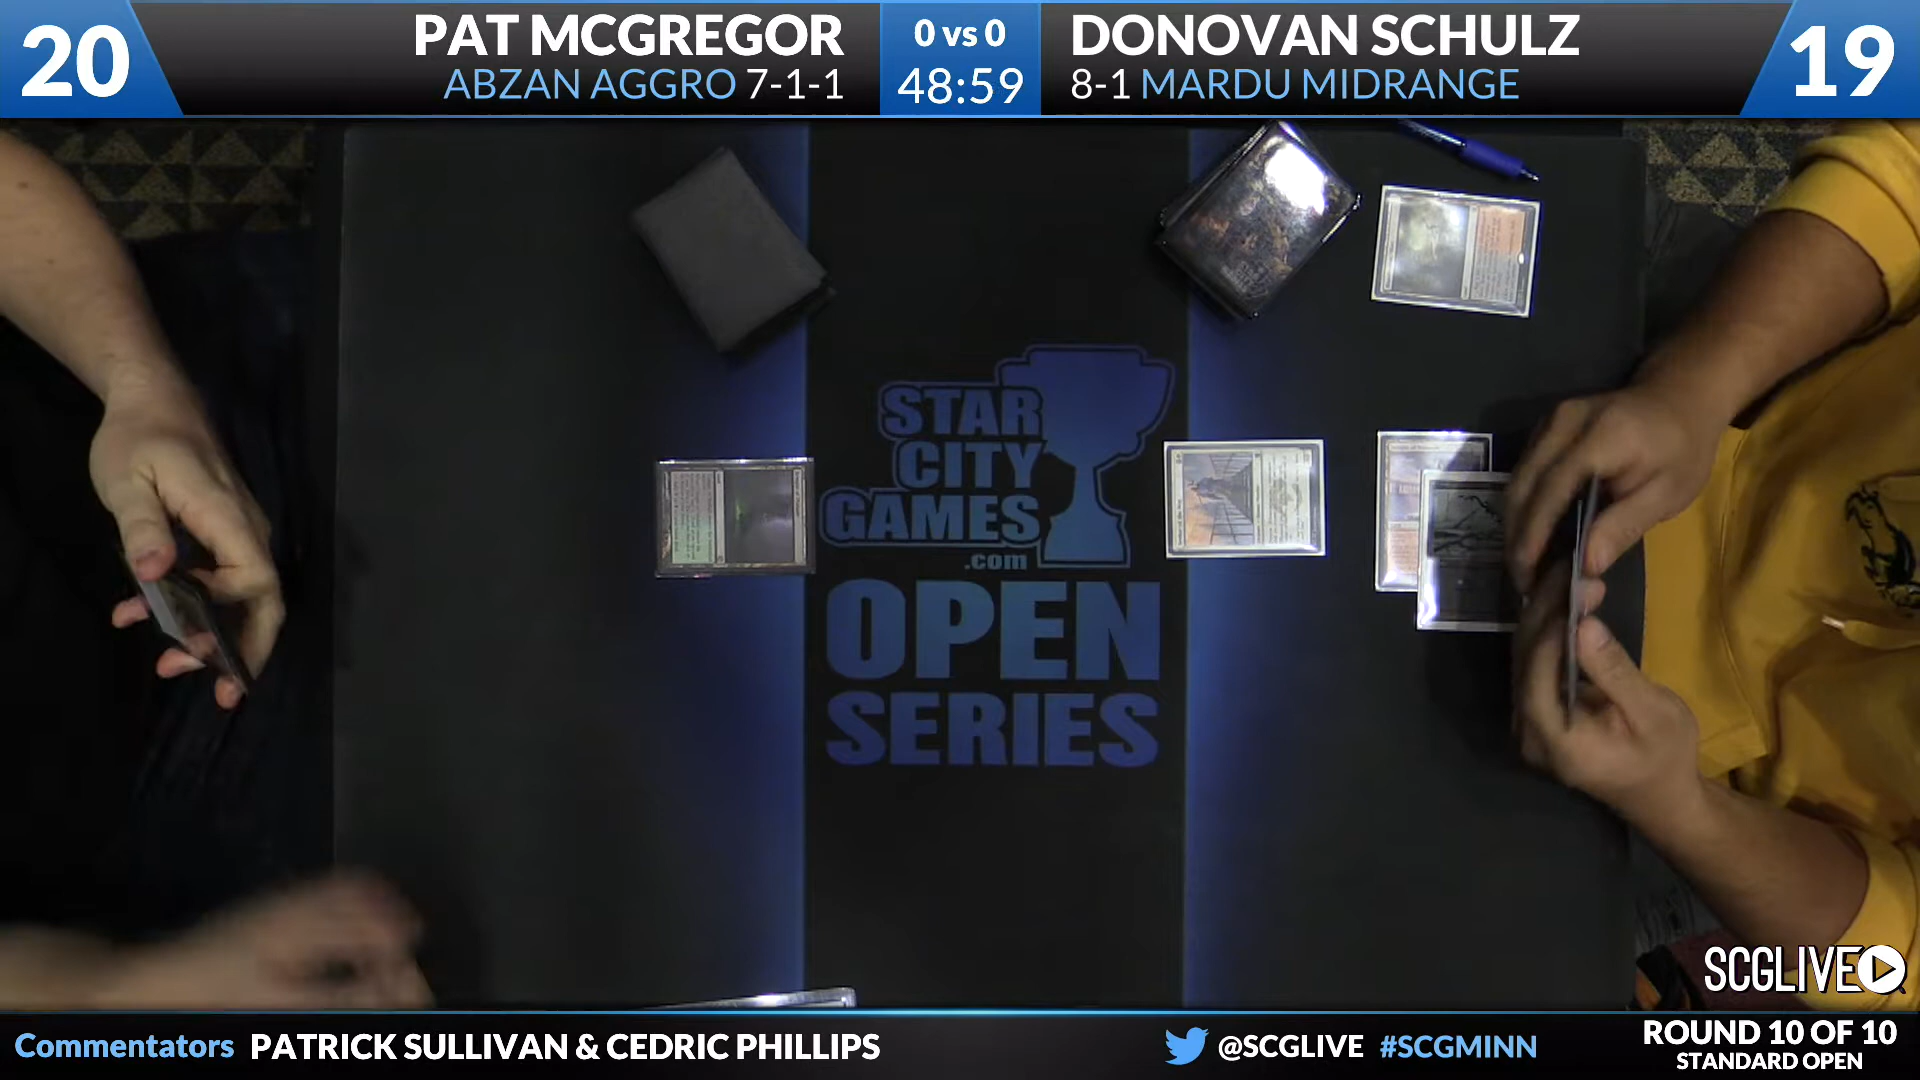 20
PAT MCGREGOR
ABZAN AGGRO 7-1-1
0 vs 0
48:59
DONOVAN SCHULZ
8-1 MARDU MIDRANGE
19
STAR
CITY
GAMES
.com
OPEN
SERIES
SCGLIVE
Commentators PATRICK SULLIVAN & CEDRIC PHILLIPS
@SCGLIVE #SCGMINN
ROUND 10 OF 10
STANDARD OPEN